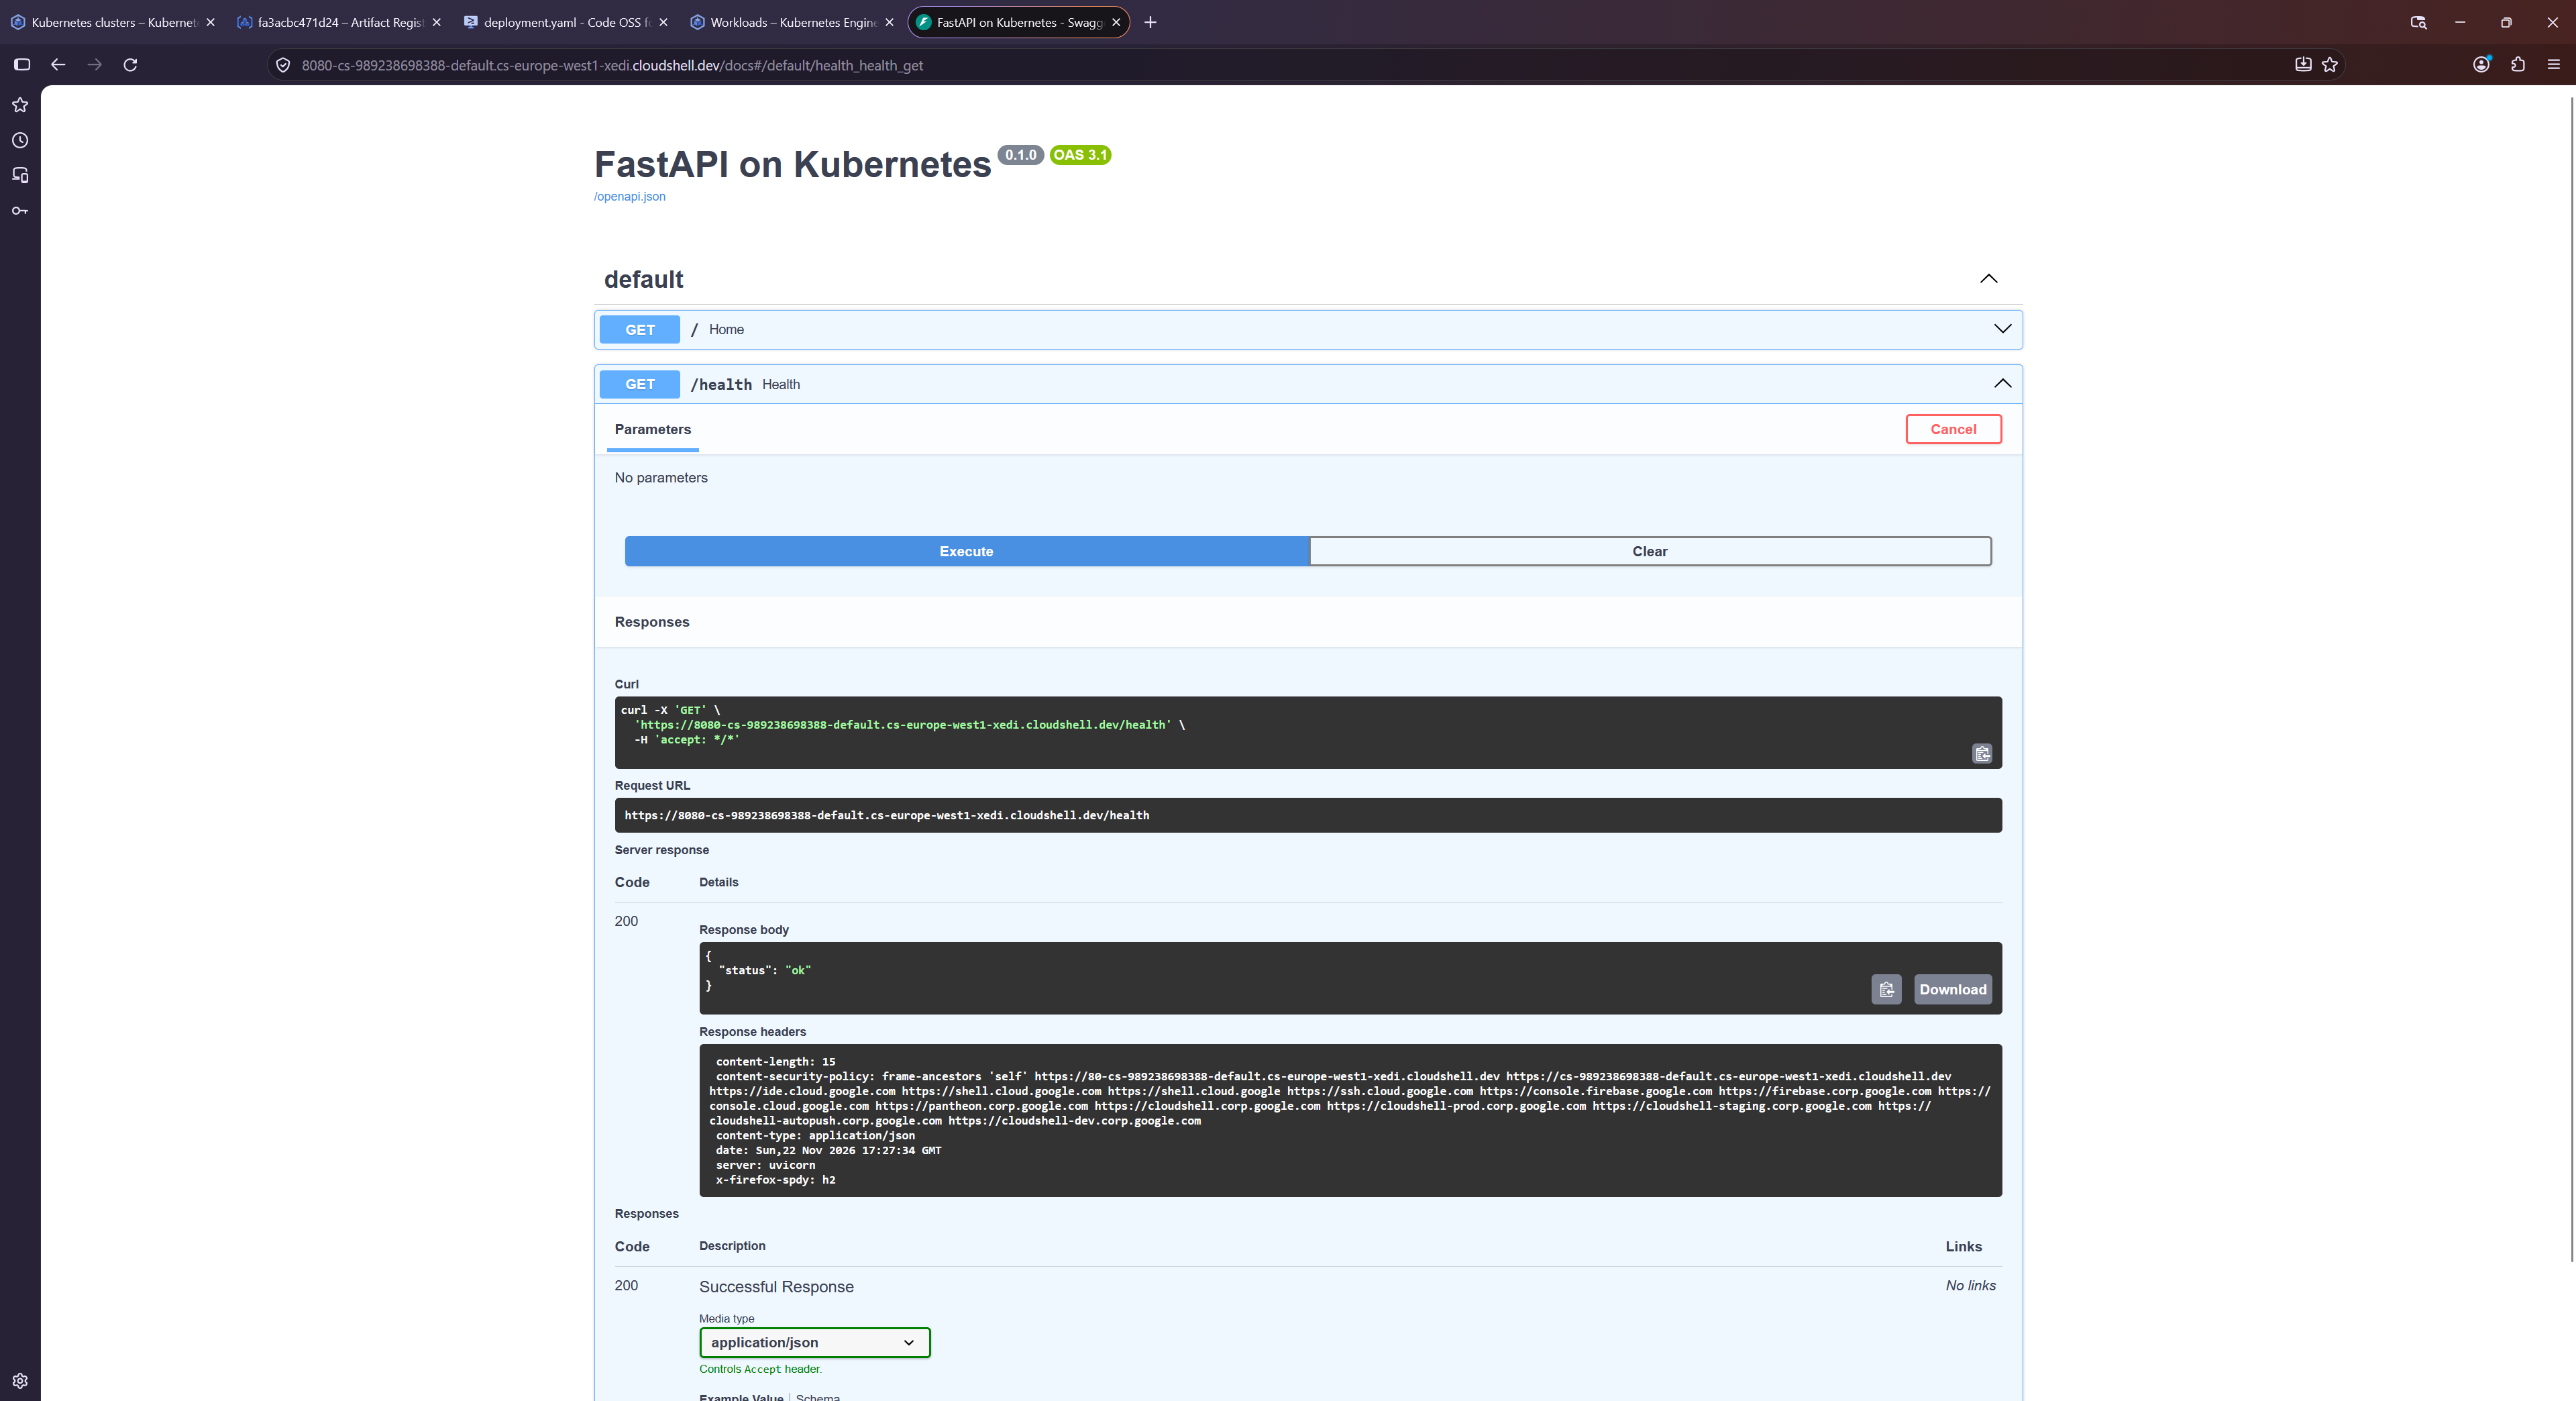 Kubernetes clusters – Kubernet
fa3acbc471d24 – Artifact Regist
deployment.yaml - Code OSS fo
Workloads – Kubernetes Engine
FastAPI on Kubernetes - Swagg
8080-cs-989238698388-default.cs-europe-west1-xedi.cloudshell.dev/docs#/default/health_health_get
FastAPI on Kubernetes 0.1.0 OAS 3.1
/openapi.json
default
GET / Home
GET /health Health
Parameters
Cancel
No parameters
Execute
Clear
Responses
Curl
curl -X 'GET' \
'https://8080-cs-989238698388-default.cs-europe-west1-xedi.cloudshell.dev/health' \
-H 'accept: */*'
Request URL
https://8080-cs-989238698388-default.cs-europe-west1-xedi.cloudshell.dev/health
Server response
Code Details
200
Response body
{
"status": "ok"
}
Download
Response headers
content-length: 15
content-security-policy: frame-ancestors 'self' https://80-cs-989238698388-default.cs-europe-west1-xedi.cloudshell.dev https://cs-989238698388-default.cs-europe-west1-xedi.cloudshell.dev
https://ide.cloud.google.com https://shell.cloud.google.com https://shell.cloud.google https://ssh.cloud.google.com https://console.firebase.google.com https://firebase.corp.google.com https://
console.cloud.google.com https://pantheon.corp.google.com https://cloudshell.corp.google.com https://cloudshell-prod.corp.google.com https://cloudshell-staging.corp.google.com https://
cloudshell-autopush.corp.google.com https://cloudshell-dev.corp.google.com
content-type: application/json
date: Sun,22 Nov 2026 17:27:34 GMT
server: uvicorn
x-firefox-spdy: h2
Responses
Code Description Links
200 Successful Response No links
Media type
application/json
Controls Accept header.
Example Value Schema